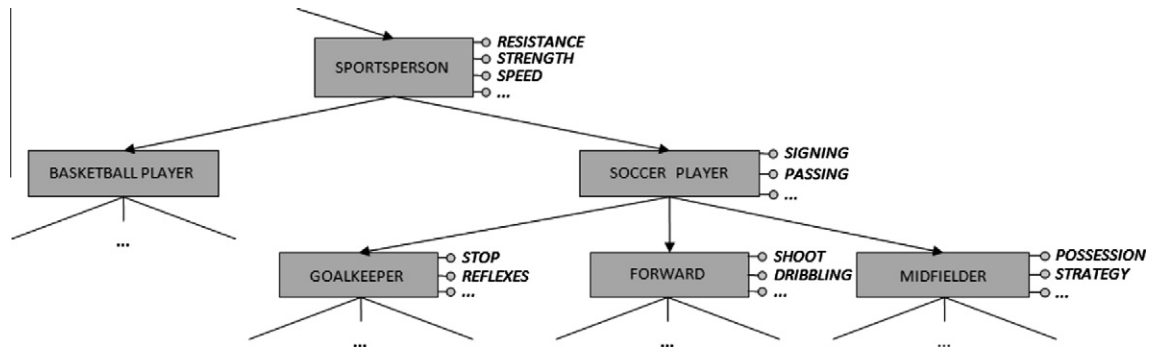 RESISTANCE
SPORTSPERSON
STRENGTH
SPEED
...
BASKETBALL PLAYER
...
SOCCER PLAYER
SIGNING
PASSING
...
GOALKEEPER
STOP
REFLEXES
...
...
FORWARD
SHOOT
DRIBBLING
...
...
MIDFIELDER
POSSESSION
STRATEGY
...
...